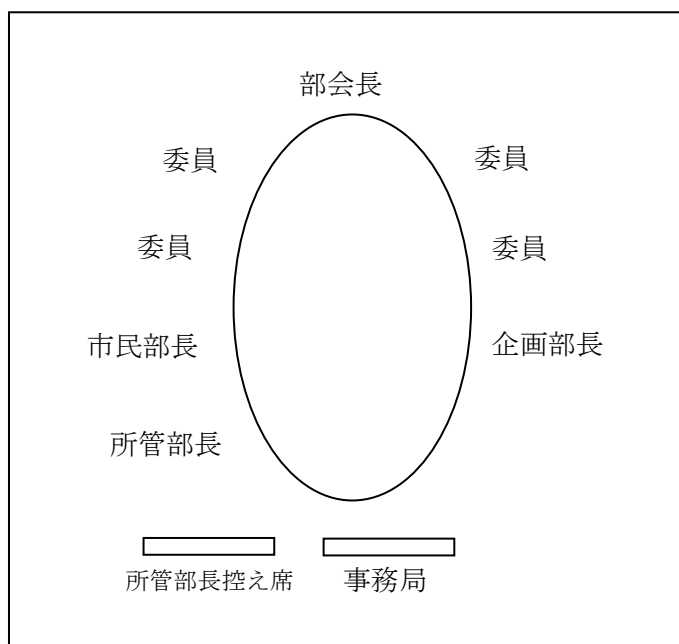 部会長
委員
委員
委員
委員
市民部長
企画部長
所管部長
所管部長控え席
事務局